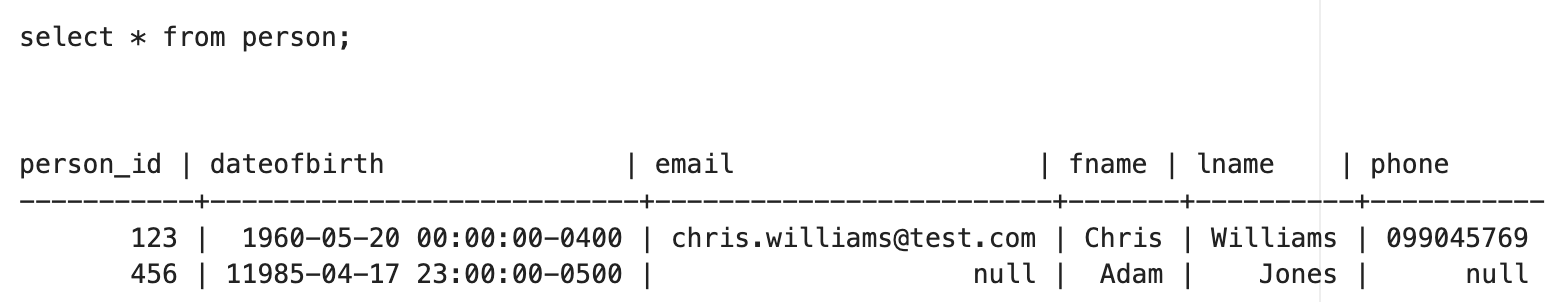 select * from person;
person_id | dateofbirth | email | fname | lname | phone
-----------+---------------------------+-------------------------+-------+----------+-----------
123 | 1960-05-20 00:00:00-0400 | chris.williams@test.com | Chris | Williams | 099045769
456 | 11985-04-17 23:00:00-0500 | null | Adam | Jones | null